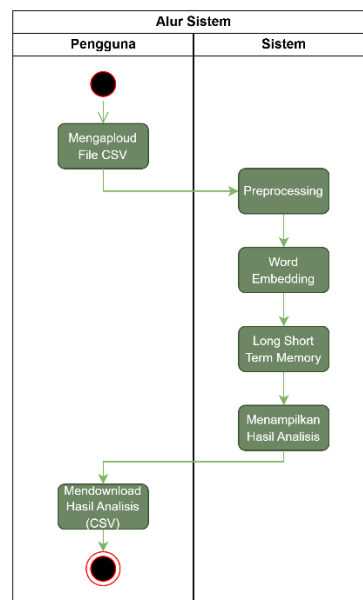 Alur Sistem
Pengguna
Sistem
Mengaploud
File CSV
Preprocessing
Word
Embedding
Long Short
Term Memory
Menampilkan
Hasil Analisis
Mendownload
Hasil Analisis
(CSV)